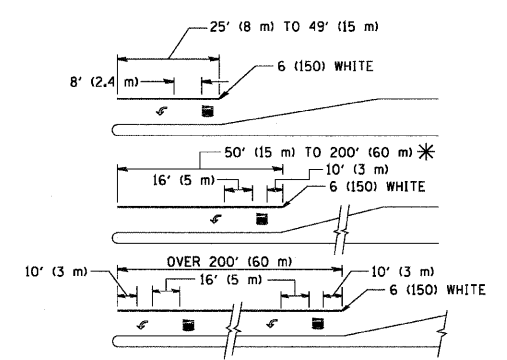 25' (8 m) TO 49' (15 m)
8' (2.4 m)
6 (150) WHITE
50' (15 m) TO 200' (60 m) *
16' (5 m)
10' (3 m)
6 (150) WHITE
OVER 200' (60 m)
10' (3 m)
16' (5 m)
10' (3 m)
6 (150) WHITE